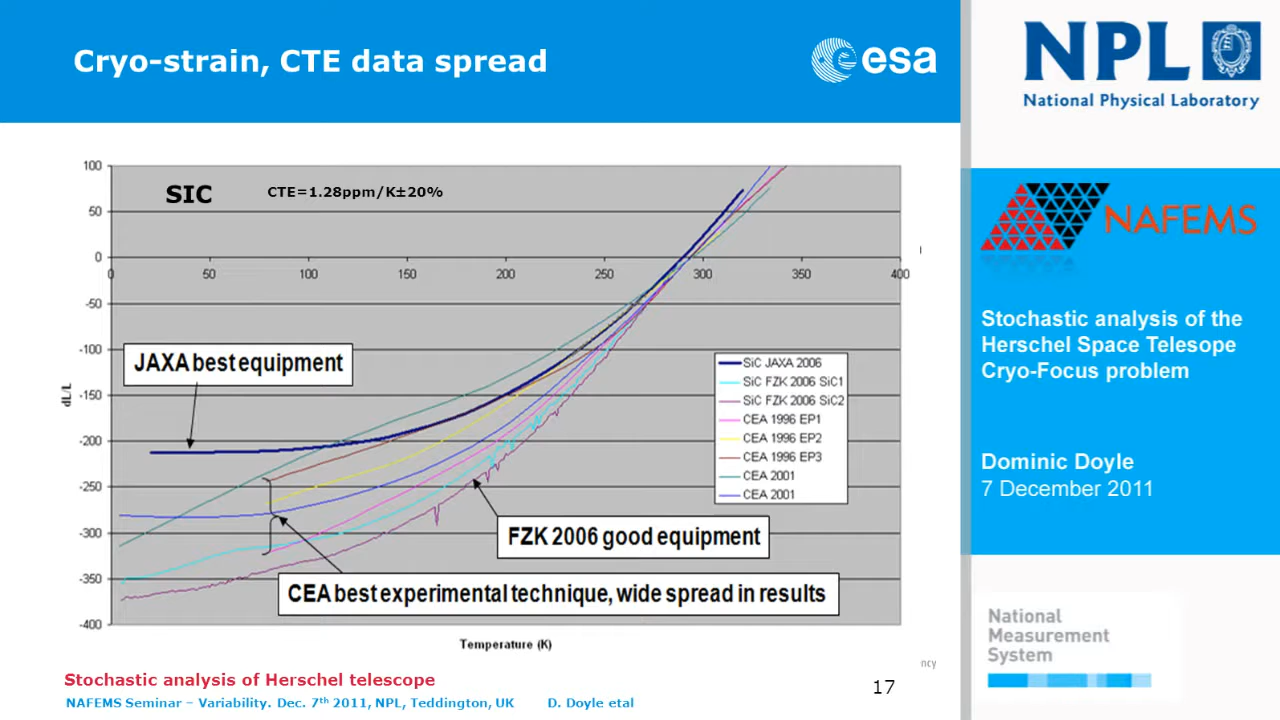 Cryo-strain, CTE data spread
esa
SIC
CTE=1.28ppm/K±20%
100
50
0
-50
-100
-150
-200
-250
-300
-350
-400
0 50 100 150 200 250 300 350 400
dL/L
Temperature (K)
JAXA best equipment
FZK 2006 good equipment
CEA best experimental technique, wide spread in results
SiC JAXA 2006
SiC FZK 2006 SiC1
SiC FZK 2006 SiC2
CEA 1996 EP1
CEA 1996 EP2
CEA 1996 EP3
CEA 2001
CEA 2001
ncy
Stochastic analysis of Herschel telescope
17
NAFEMS Seminar – Variability. Dec. 7th 2011, NPL, Teddington, UK D. Doyle etal
NPL
National Physical Laboratory
NAFEMS
Stochastic analysis of the
Herschel Space Telesope
Cryo-Focus problem
Dominic Doyle
7 December 2011
National
Measurement
System